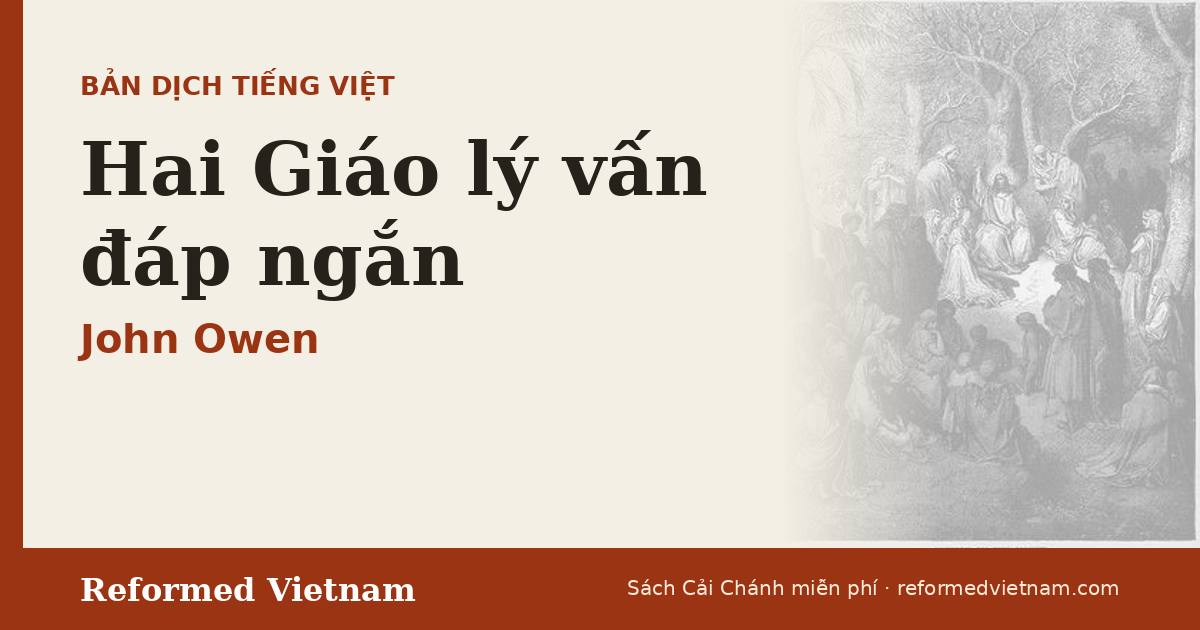 BẢN DỊCH TIẾNG VIỆT
Hai Giáo lý vấn
đáp ngắn
John Owen
Reformed Vietnam
Sách Cải Chánh miễn phí · reformedvietnam.com